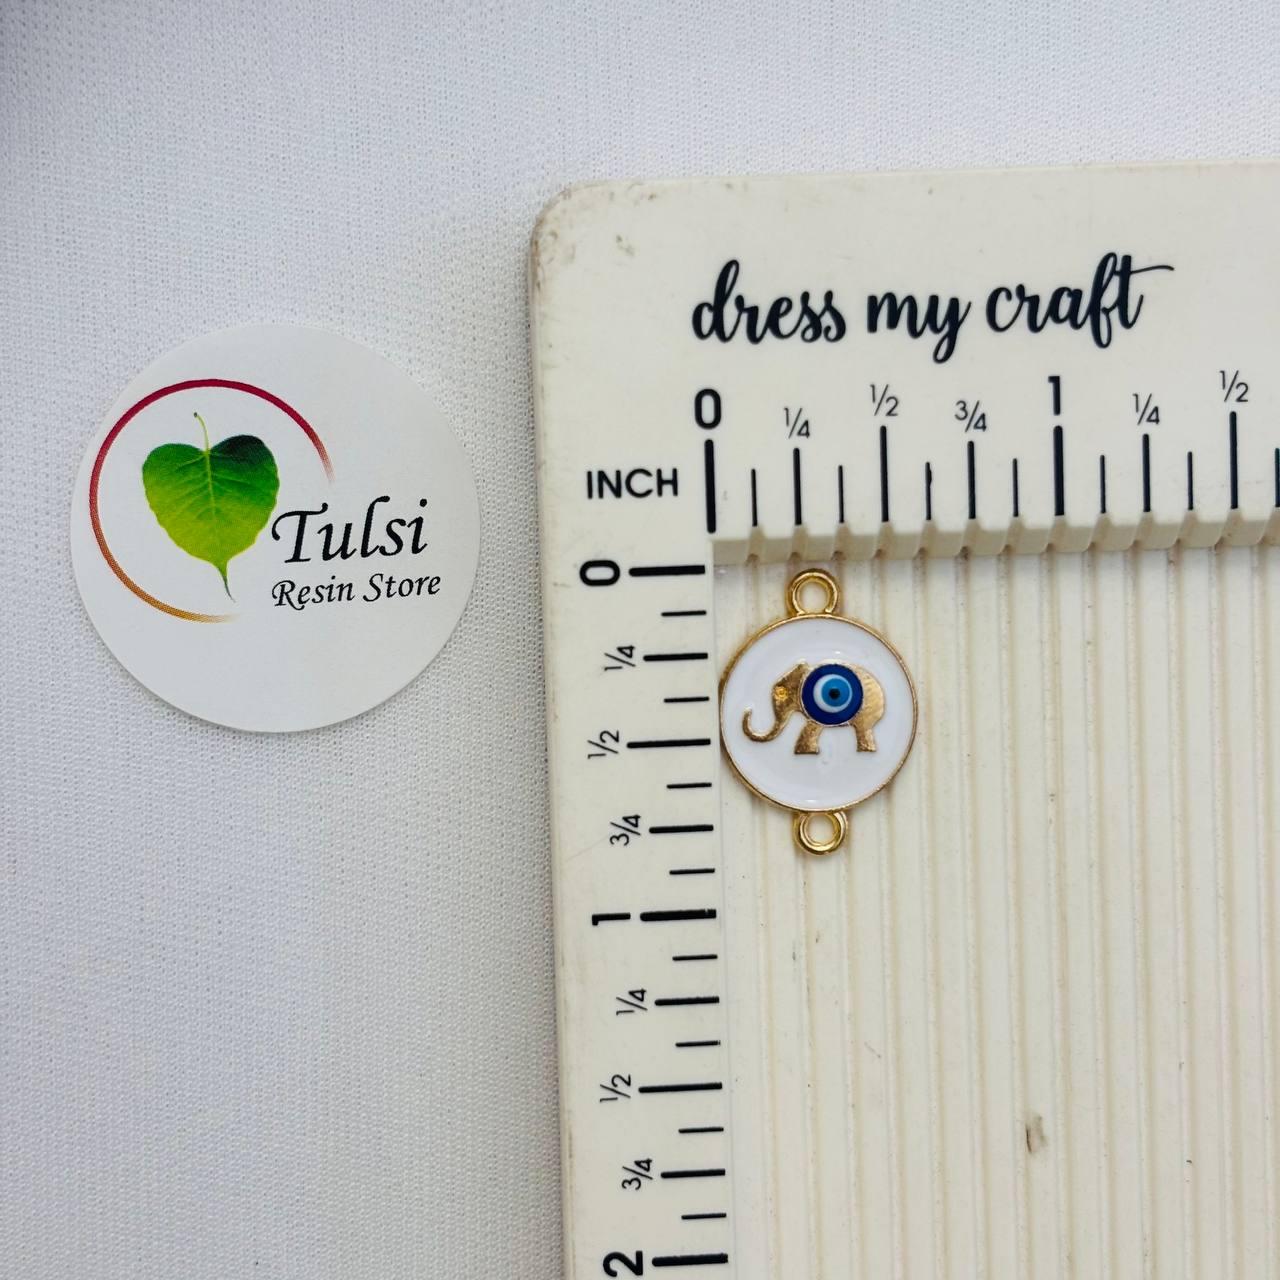 dress my craft
0 ¼ ½ ¾ 1 ¼ ½
INCH
0
¼
½
¾
1
¼
½
¾
2
Tulsi
Resin Store